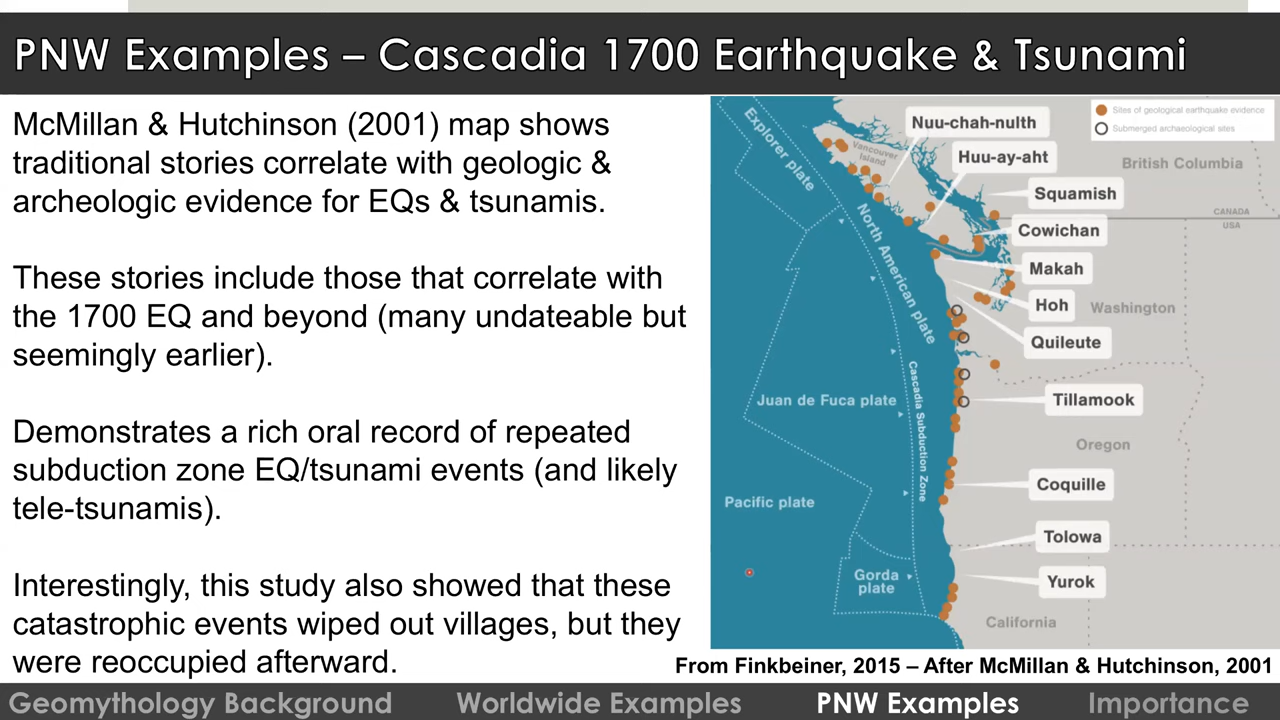 PNW Examples – Cascadia 1700 Earthquake & Tsunami
McMillan & Hutchinson (2001) map shows
traditional stories correlate with geologic &
archeologic evidence for EQs & tsunamis.
These stories include those that correlate with
the 1700 EQ and beyond (many undateable but
seemingly earlier).
Demonstrates a rich oral record of repeated
subduction zone EQ/tsunami events (and likely
tele-tsunamis).
Interestingly, this study also showed that these
catastrophic events wiped out villages, but they
were reoccupied afterward.
Sites of geological earthquake evidence
Submerged archaeological sites
Explorer plate
Vancouver
Island
Nuu-chah-nulth
Huu-ay-aht
British Columbia
Squamish
CANADA
USA
North American plate
Cowichan
Makah
Hoh
Washington
Quileute
Juan de Fuca plate
Cascadia Subduction Zone
Tillamook
Oregon
Coquille
Pacific plate
Tolowa
Gorda
plate
Yurok
California
From Finkbeiner, 2015 – After McMillan & Hutchinson, 2001
Geomythology Background Worldwide Examples PNW Examples Importance